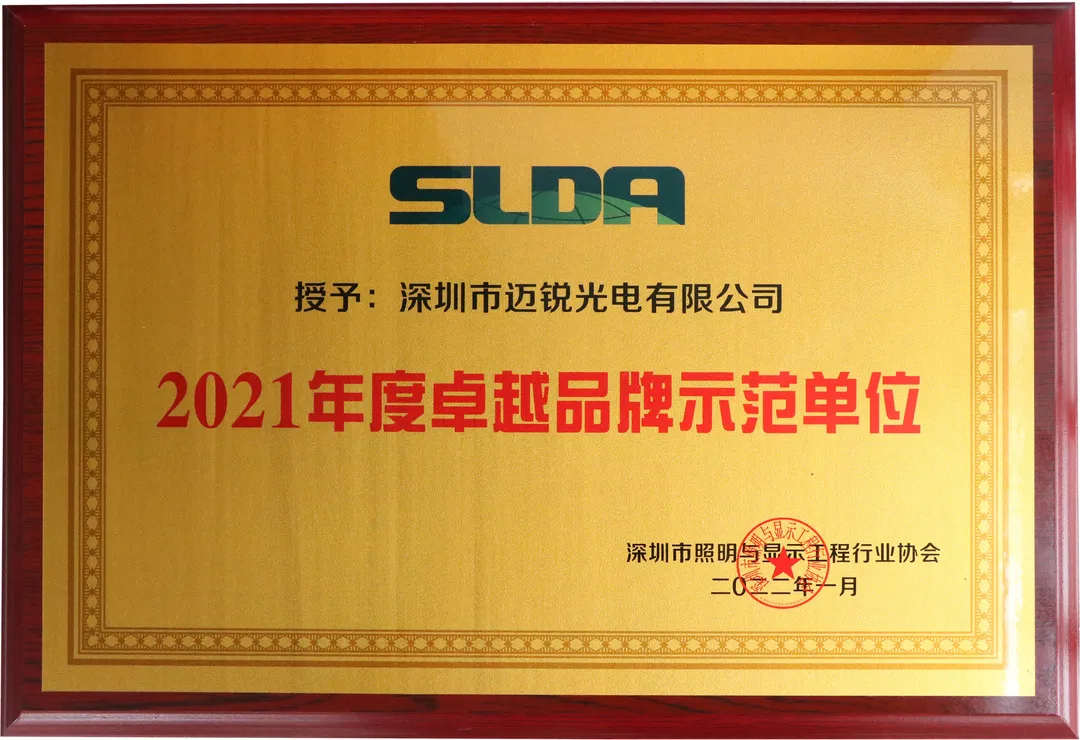 SLDA
授予：深圳市迈锐光电有限公司
2021年度卓越品牌示范单位
深圳市照明与显示工程行业协会
二〇二二年一月